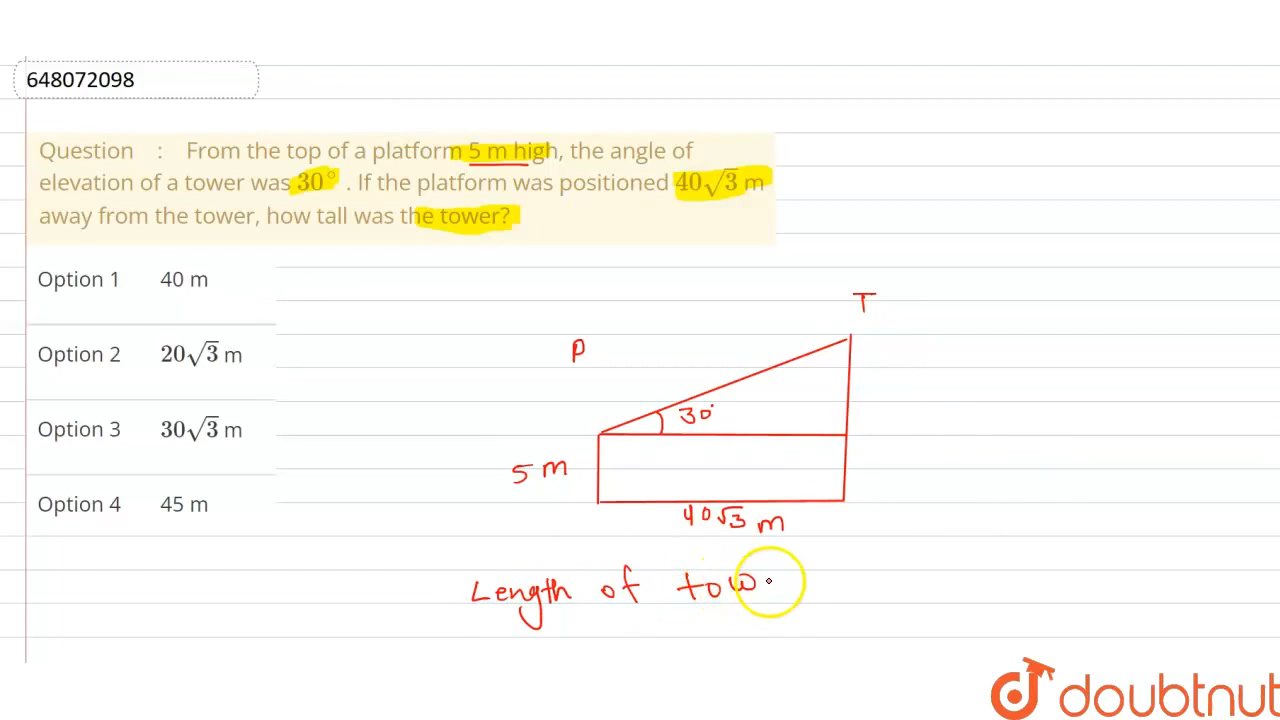 648072098
Question : From the top of a platform 5 m high, the angle of
elevation of a tower was 30° . If the platform was positioned 40√3 m
away from the tower, how tall was the tower?
Option 1 40 m
Option 2 20√3 m
Option 3 30√3 m
Option 4 45 m
T
P
30°
5 m
40√3 m
Length of tow
doubtnut